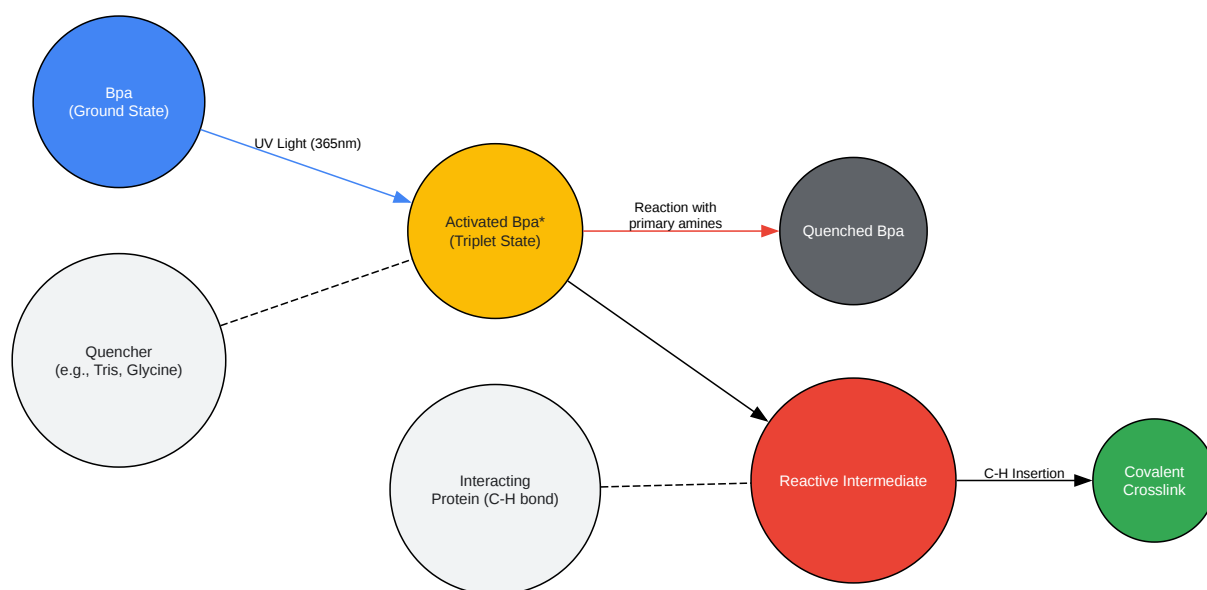 Bpa
(Ground State)
UV Light (365nm)
Activated Bpa*
(Triplet State)
Reaction with
primary amines
Quenched Bpa
Quencher
(e.g., Tris, Glycine)
Interacting
Protein (C-H bond)
Reactive Intermediate
C-H Insertion
Covalent
Crosslink